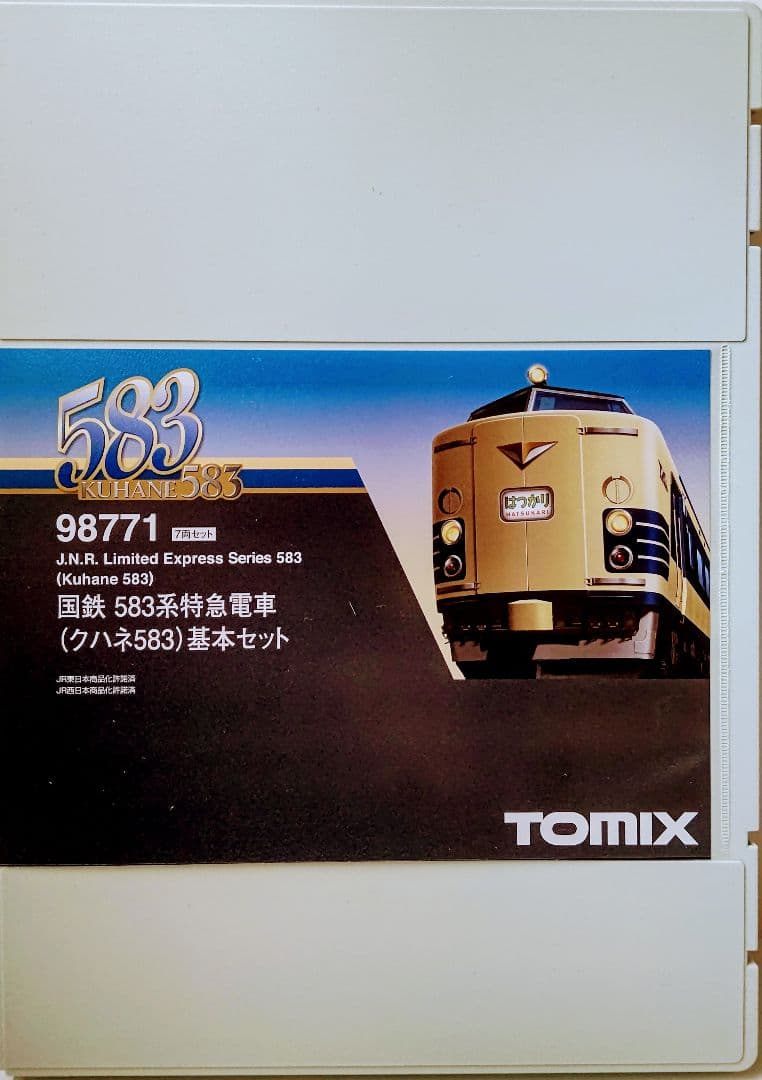 583
KUHANE 583
98771 7両セット
J.N.R. Limited Express Series 583
(Kuhane 583)
国鉄 583系特急電車
(クハネ583)基本セット
JR東日本商品化許諾済
JR西日本商品化許諾済
はつかり
HATSUKARI
TOMIX